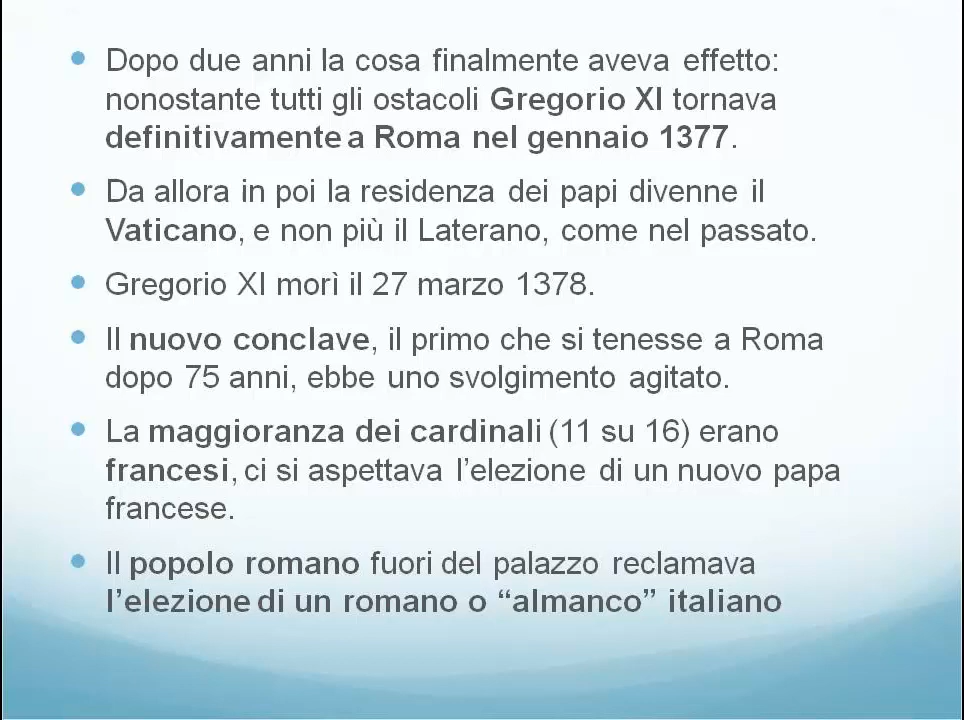 • Dopo due anni la cosa finalmente aveva effetto:
nonostante tutti gli ostacoli Gregorio XI tornava
definitivamente a Roma nel gennaio 1377.
• Da allora in poi la residenza dei papi divenne il
Vaticano, e non più il Laterano, come nel passato.
• Gregorio XI morì il 27 marzo 1378.
• Il nuovo conclave, il primo che si tenesse a Roma
dopo 75 anni, ebbe uno svolgimento agitato.
• La maggioranza dei cardinali (11 su 16) erano
francesi, ci si aspettava l’elezione di un nuovo papa
francese.
• Il popolo romano fuori del palazzo reclamava
l’elezione di un romano o “almanco” italiano